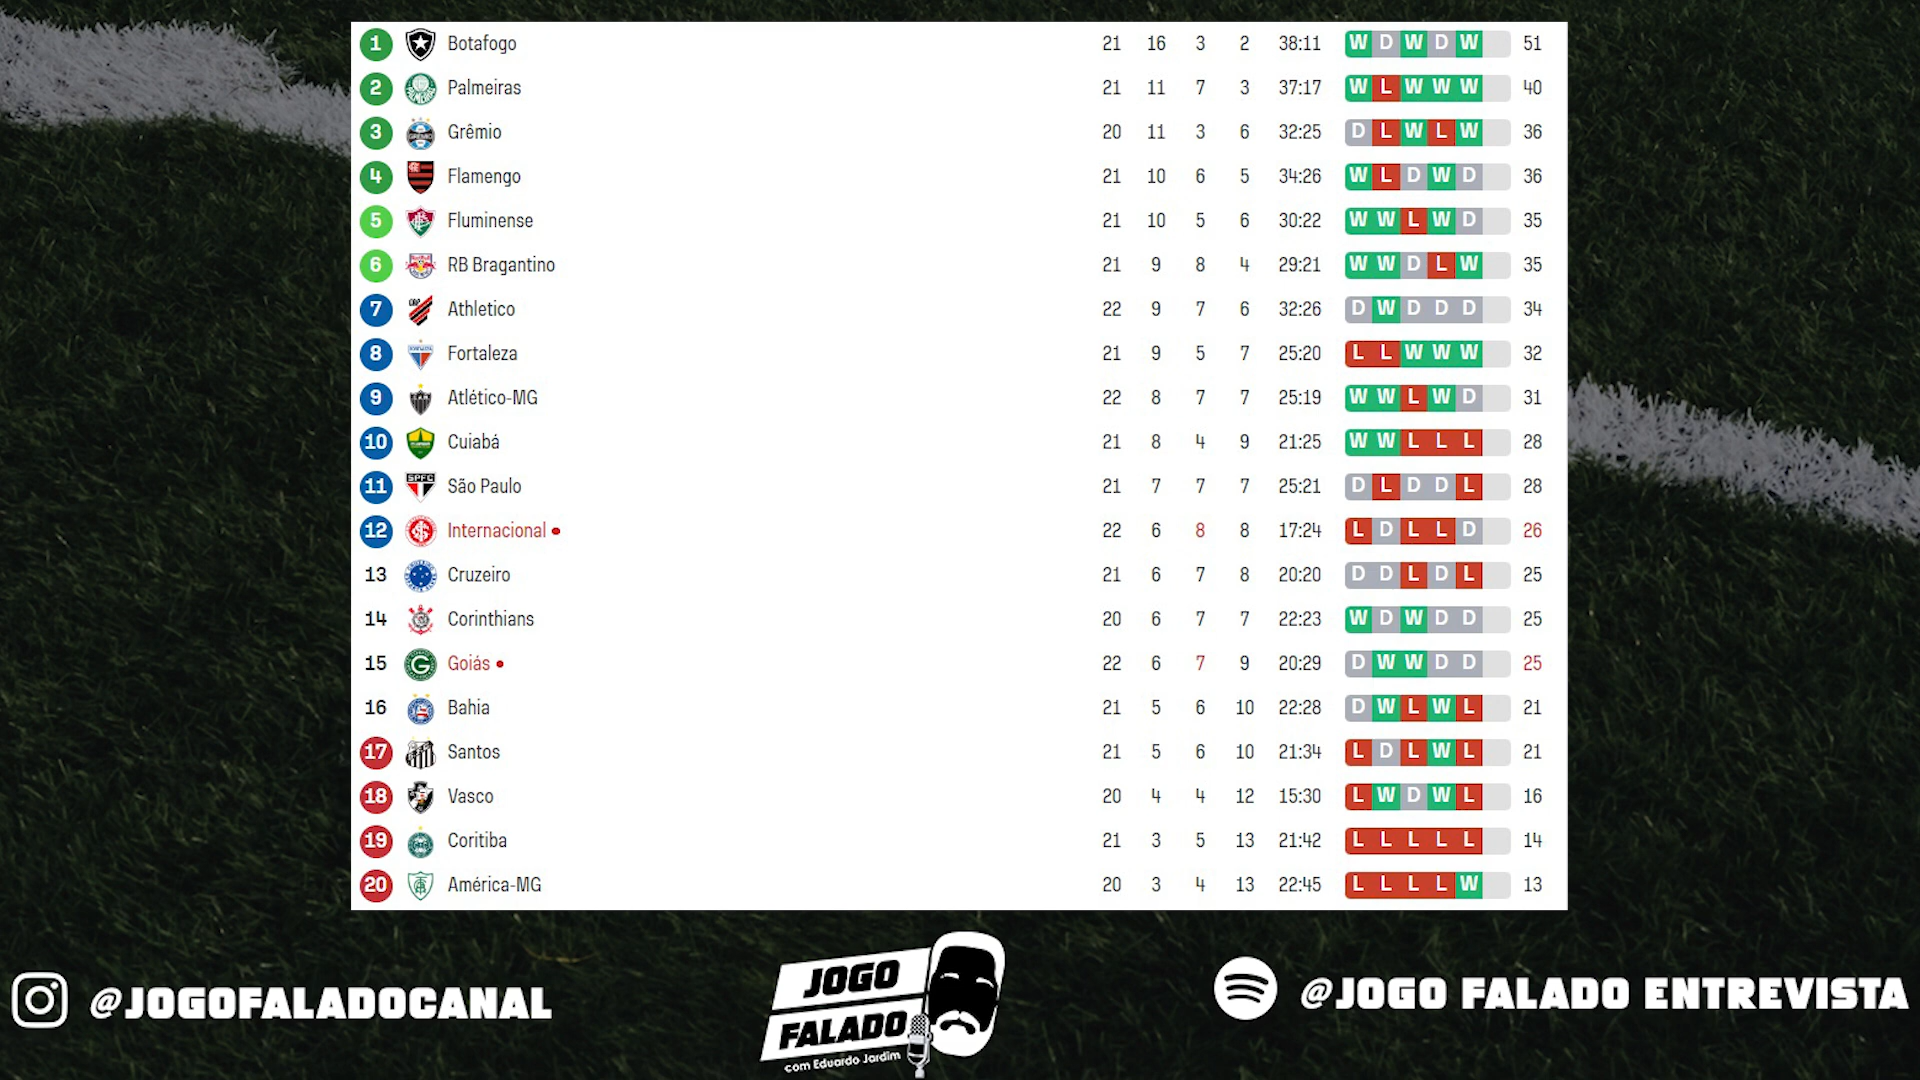 1 Botafogo 21 16 3 2 38:11 W D W D W 51
2 Palmeiras 21 11 7 3 37:17 W L W W W 40
3 Grêmio 20 11 3 6 32:25 D L W L W 36
4 Flamengo 21 10 6 5 34:26 W L D W D 36
5 Fluminense 21 10 5 6 30:22 W W L W D 35
6 RB Bragantino 21 9 8 4 29:21 W W D L W 35
7 Athletico 22 9 7 6 32:26 D W D D D 34
8 Fortaleza 21 9 5 7 25:20 L L W W W 32
9 Atlético-MG 22 8 7 7 25:19 W W L W D 31
10 Cuiabá 21 8 4 9 21:25 W W L L L 28
11 São Paulo 21 7 7 7 25:21 D L D D L 28
12 Internacional 22 6 8 8 17:24 L D L L D 26
13 Cruzeiro 21 6 7 8 20:20 D D L D L 25
14 Corinthians 20 6 7 7 22:23 W D W D D 25
15 Goiás 22 6 7 9 20:29 D W W D D 25
16 Bahia 21 5 6 10 22:28 D W L W L 21
17 Santos 21 5 6 10 21:34 L D L W L 21
18 Vasco 20 4 4 12 15:30 L W D W L 16
19 Coritiba 21 3 5 13 21:42 L L L L L 14
20 América-MG 20 3 4 13 22:45 L L L L W 13
@JOGOFALADOCANAL
JOGO
FALADO
com Eduardo Jardim
@JOGO FALADO ENTREVISTA